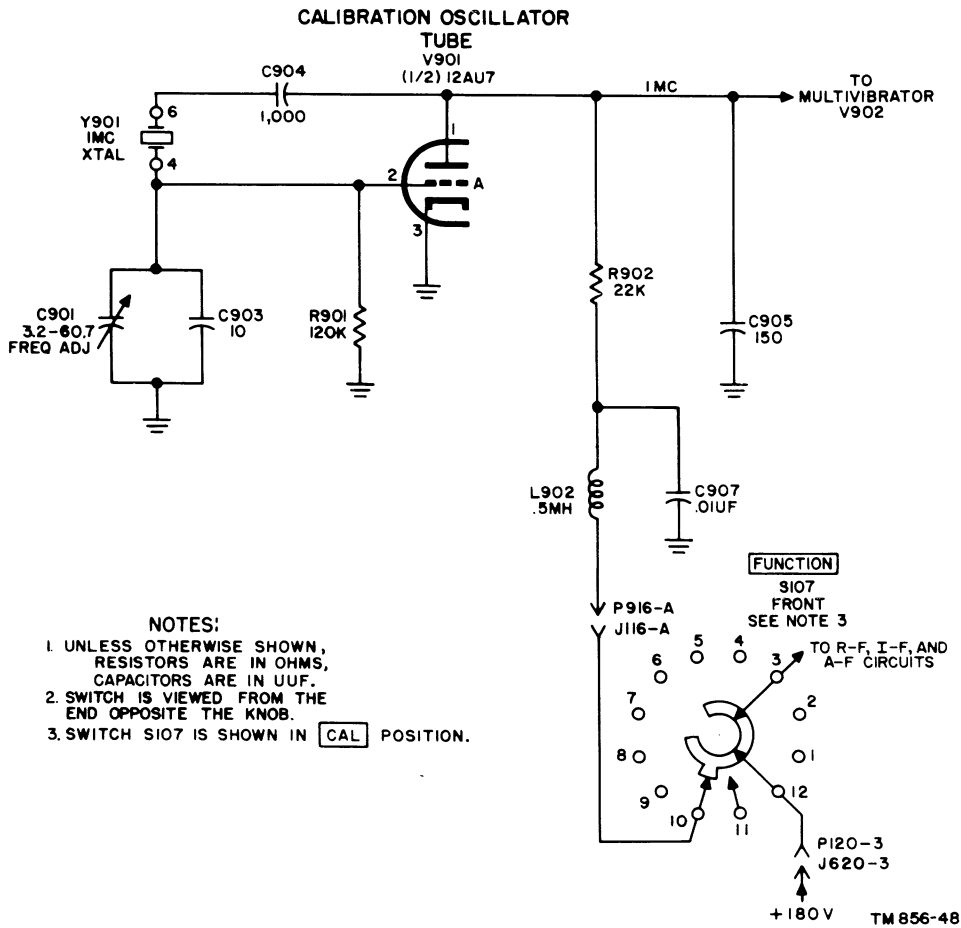 CALIBRATION OSCILLATOR
TUBE
V901
(1/2) 12AU7
C904
1,000
6
Y901
1MC
XTAL
4
1
2
A
3
1MC
TO
MULTIVIBRATOR
V902
C901
3.2-60.7
FREQ ADJ
C903
10
R901
120K
R902
22K
C905
150
L902
.5MH
C907
.01UF
P916-A
J116-A
FUNCTION
S107
FRONT
SEE NOTE 3
TO R-F, I-F, AND
A-F CIRCUITS
5
4
6
3
7
2
8
1
9
12
10
11
P120-3
J620-3
+180V
NOTES:
1. UNLESS OTHERWISE SHOWN,
RESISTORS ARE IN OHMS,
CAPACITORS ARE IN UUF.
2. SWITCH IS VIEWED FROM THE
END OPPOSITE THE KNOB.
3. SWITCH S107 IS SHOWN IN CAL POSITION.
TM 856-48